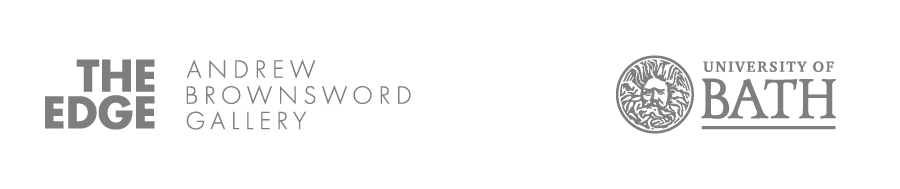 THE
EDGE
ANDREW
BROWNSWORD
GALLERY
UNIVERSITY OF
BATH